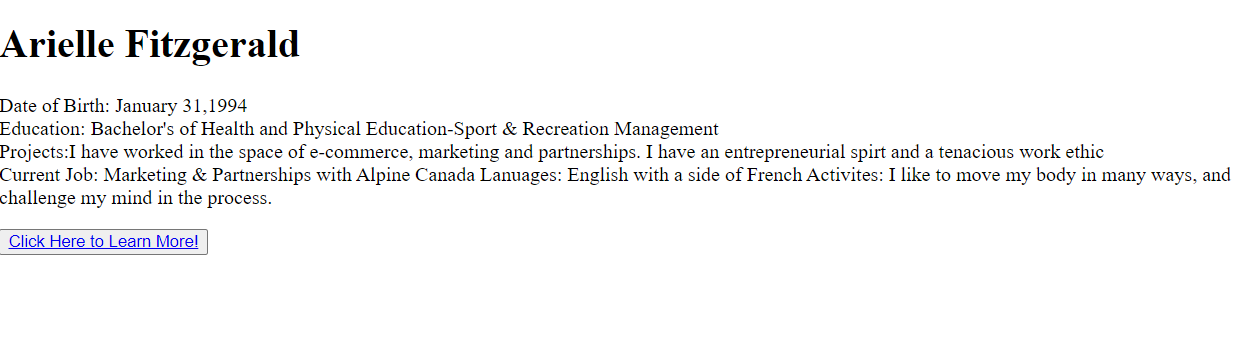 Arielle Fitzgerald
Date of Birth: January 31,1994
Education: Bachelor's of Health and Physical Education-Sport & Recreation Management
Projects:I have worked in the space of e-commerce, marketing and partnerships. I have an entrepreneurial spirt and a tenacious work ethic
Current Job: Marketing & Partnerships with Alpine Canada Lanuages: English with a side of French Activites: I like to move my body in many ways, and
challenge my mind in the process.
Click Here to Learn More!